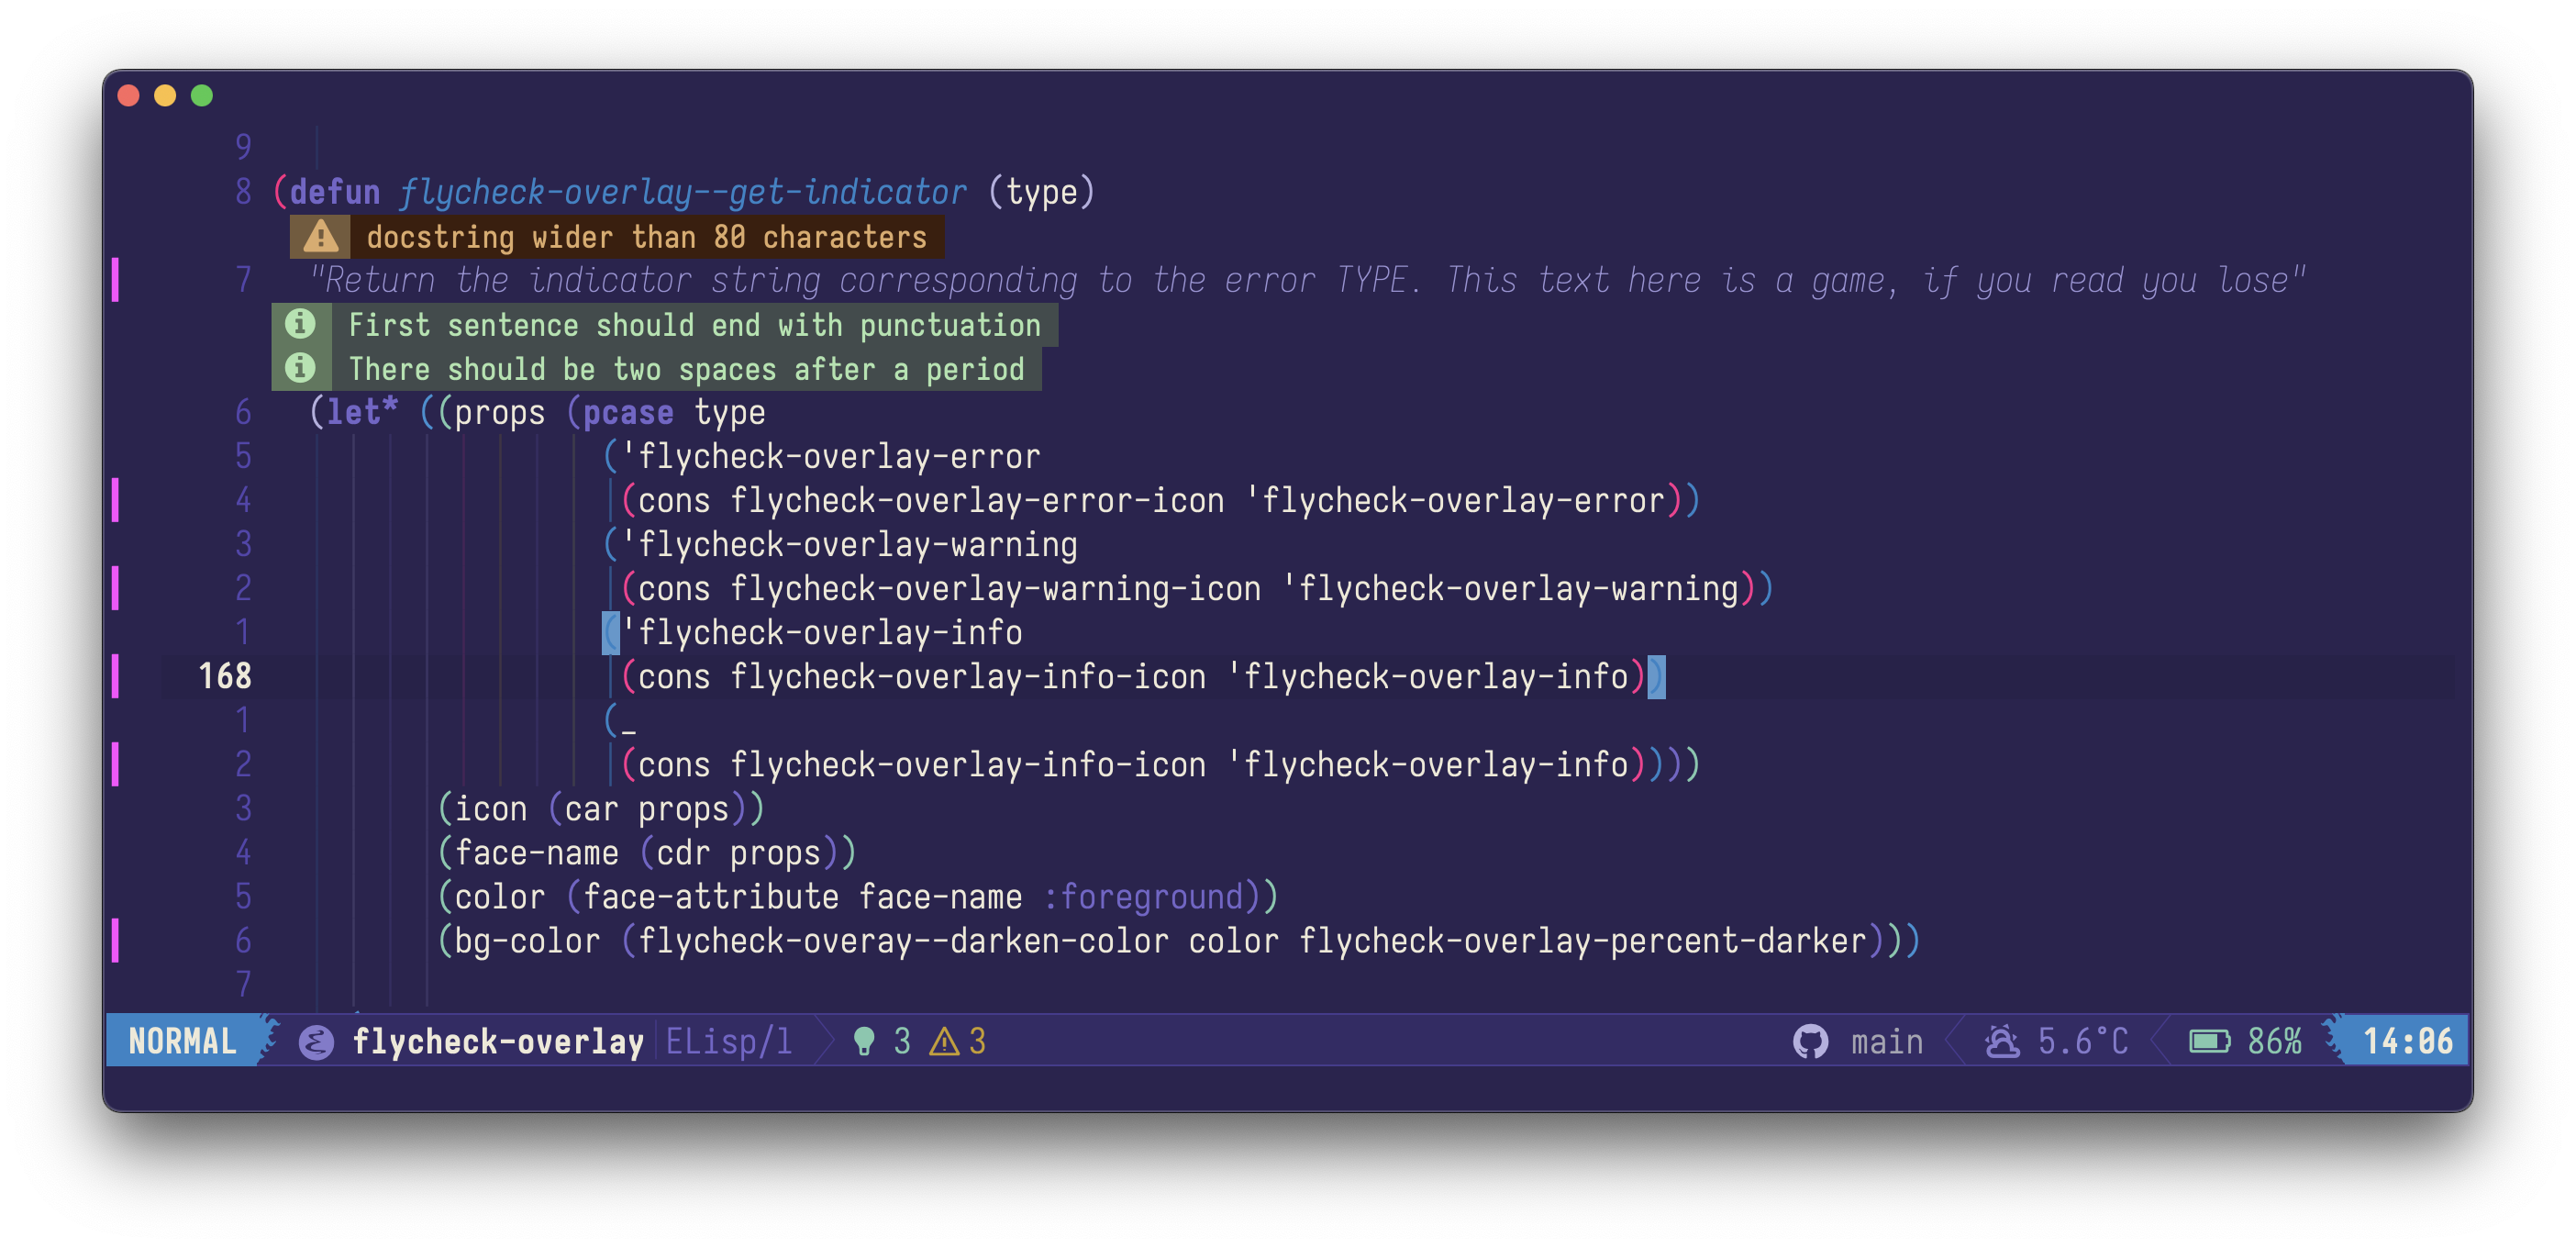 9
8 (defun flycheck-overlay--get-indicator (type)
docstring wider than 80 characters
7 "Return the indicator string corresponding to the error TYPE. This text here is a game, if you read you lose"
First sentence should end with punctuation
There should be two spaces after a period
6 (let* ((props (pcase type
5 ('flycheck-overlay-error
4 (cons flycheck-overlay-error-icon 'flycheck-overlay-error))
3 ('flycheck-overlay-warning
2 (cons flycheck-overlay-warning-icon 'flycheck-overlay-warning))
1 ('flycheck-overlay-info
168 (cons flycheck-overlay-info-icon 'flycheck-overlay-info))
1 (_
2 (cons flycheck-overlay-info-icon 'flycheck-overlay-info))))
3 (icon (car props))
4 (face-name (cdr props))
5 (color (face-attribute face-name :foreground))
6 (bg-color (flycheck-overay--darken-color color flycheck-overlay-percent-darker)))
7
NORMAL flycheck-overlay ELisp/l 3 3 main 5.6°C 86% 14:06